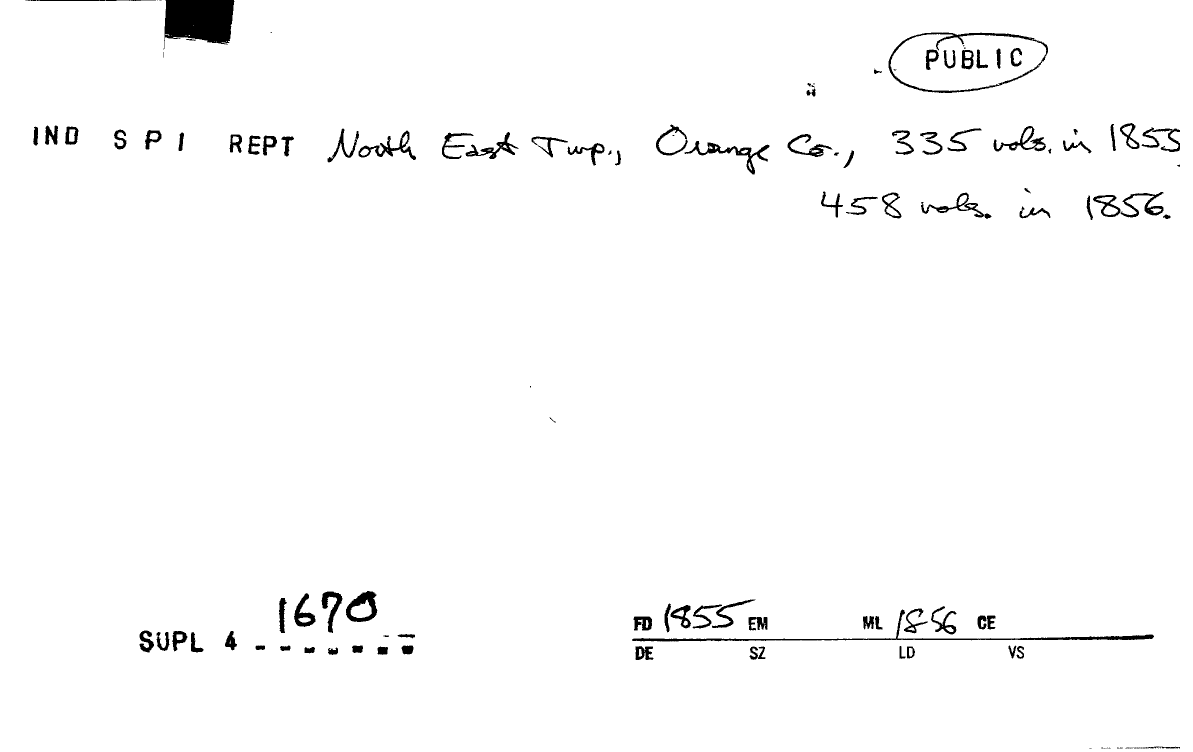 PUBLIC
IND S P I REPT North East Twp., Orange Co., 335 vols. in 1855,
458 vols. in 1856.
1670
SUPL 4
FD 1855 EM ML 1856 CE
DE SZ LD VS